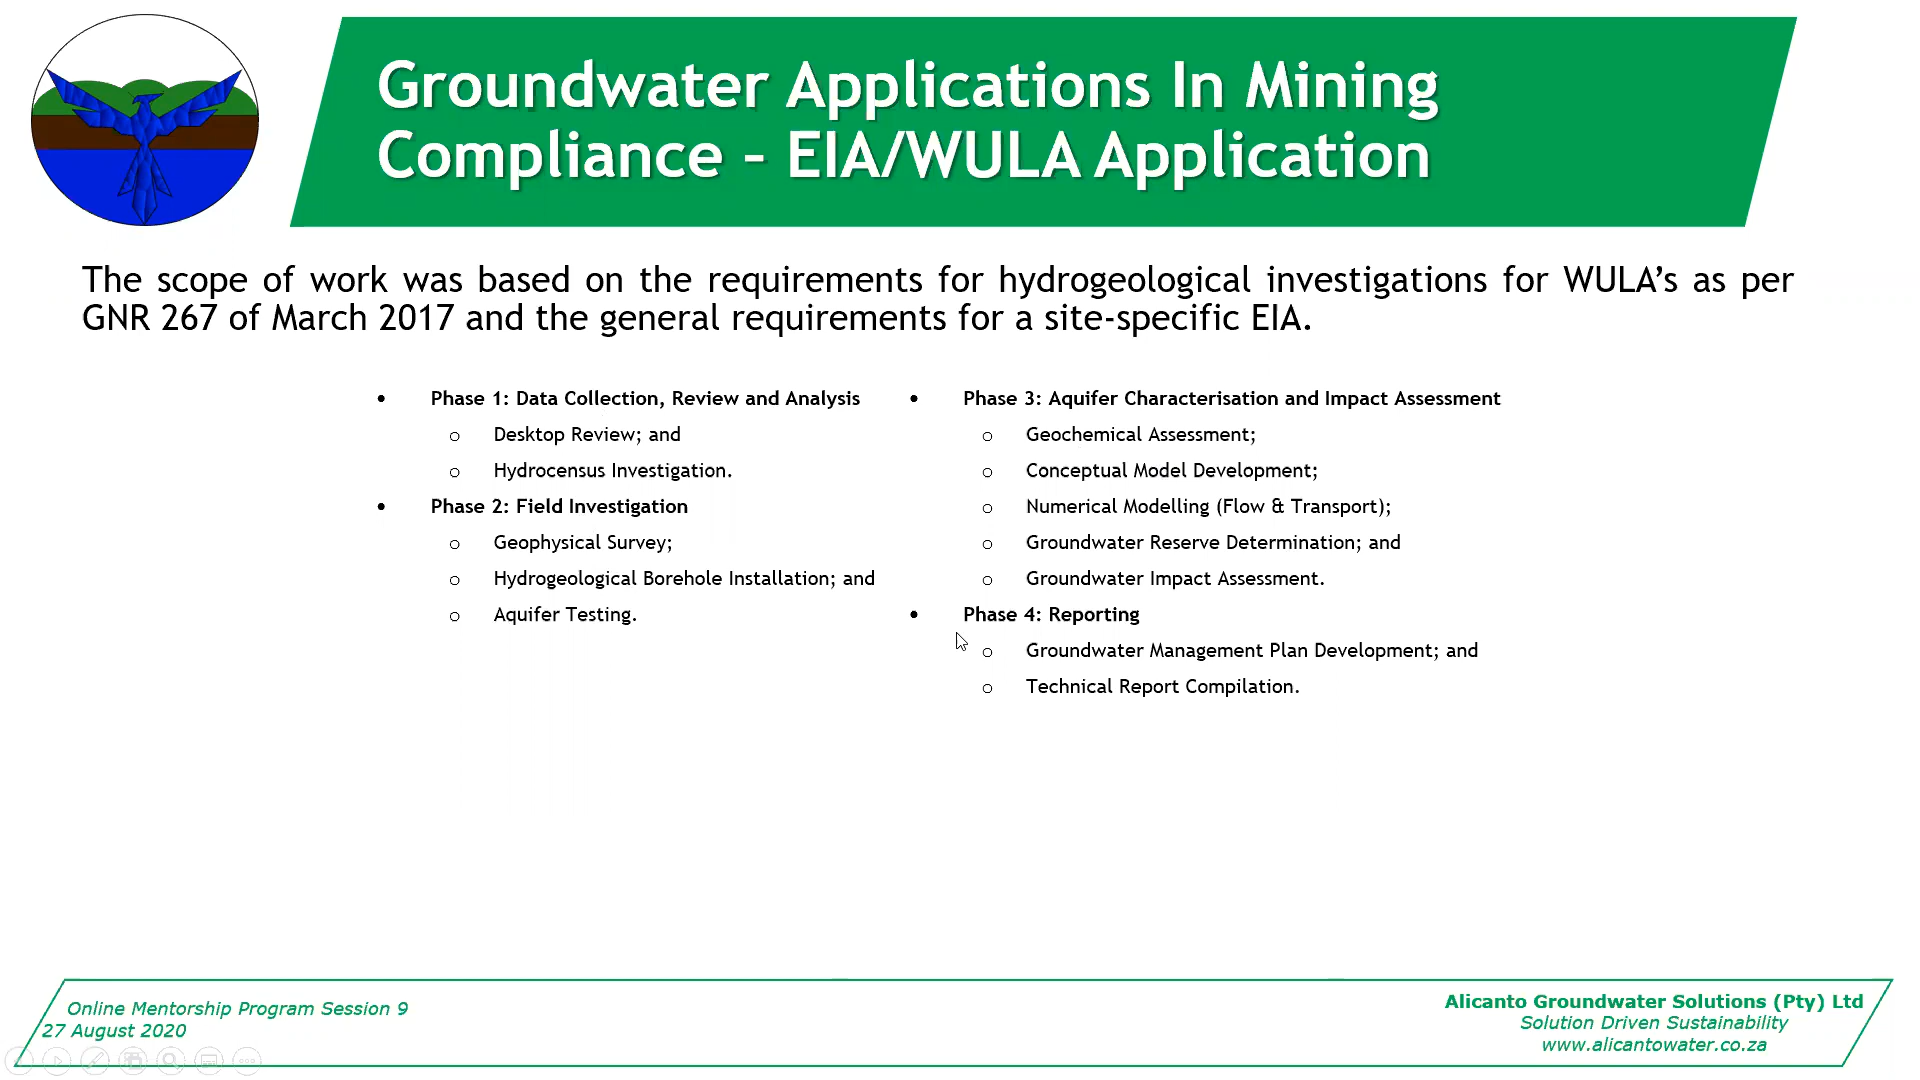 Groundwater Applications In Mining
Compliance – EIA/WULA Application
The scope of work was based on the requirements for hydrogeological investigations for WULA’s as per
GNR 267 of March 2017 and the general requirements for a site-specific EIA.
• Phase 1: Data Collection, Review and Analysis
o Desktop Review; and
o Hydrocensus Investigation.
• Phase 2: Field Investigation
o Geophysical Survey;
o Hydrogeological Borehole Installation; and
o Aquifer Testing.
• Phase 3: Aquifer Characterisation and Impact Assessment
o Geochemical Assessment;
o Conceptual Model Development;
o Numerical Modelling (Flow & Transport);
o Groundwater Reserve Determination; and
o Groundwater Impact Assessment.
• Phase 4: Reporting
o Groundwater Management Plan Development; and
o Technical Report Compilation.
Online Mentorship Program Session 9
27 August 2020
Alicanto Groundwater Solutions (Pty) Ltd
Solution Driven Sustainability
www.alicantowater.co.za